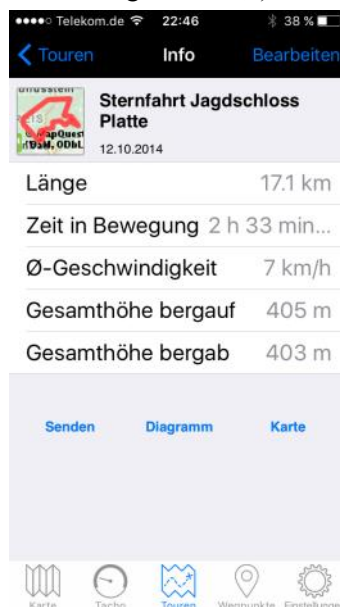 Telekom.de 22:46 38 %
Touren Info Bearbeiten
Sternfahrt Jagdschloss
Platte
12.10.2014
Länge 17.1 km
Zeit in Bewegung 2 h 33 min...
Ø-Geschwindigkeit 7 km/h
Gesamthöhe bergauf 405 m
Gesamthöhe bergab 403 m
Senden Diagramm Karte
Karte Tacho Touren Wegpunkte Einstellunge